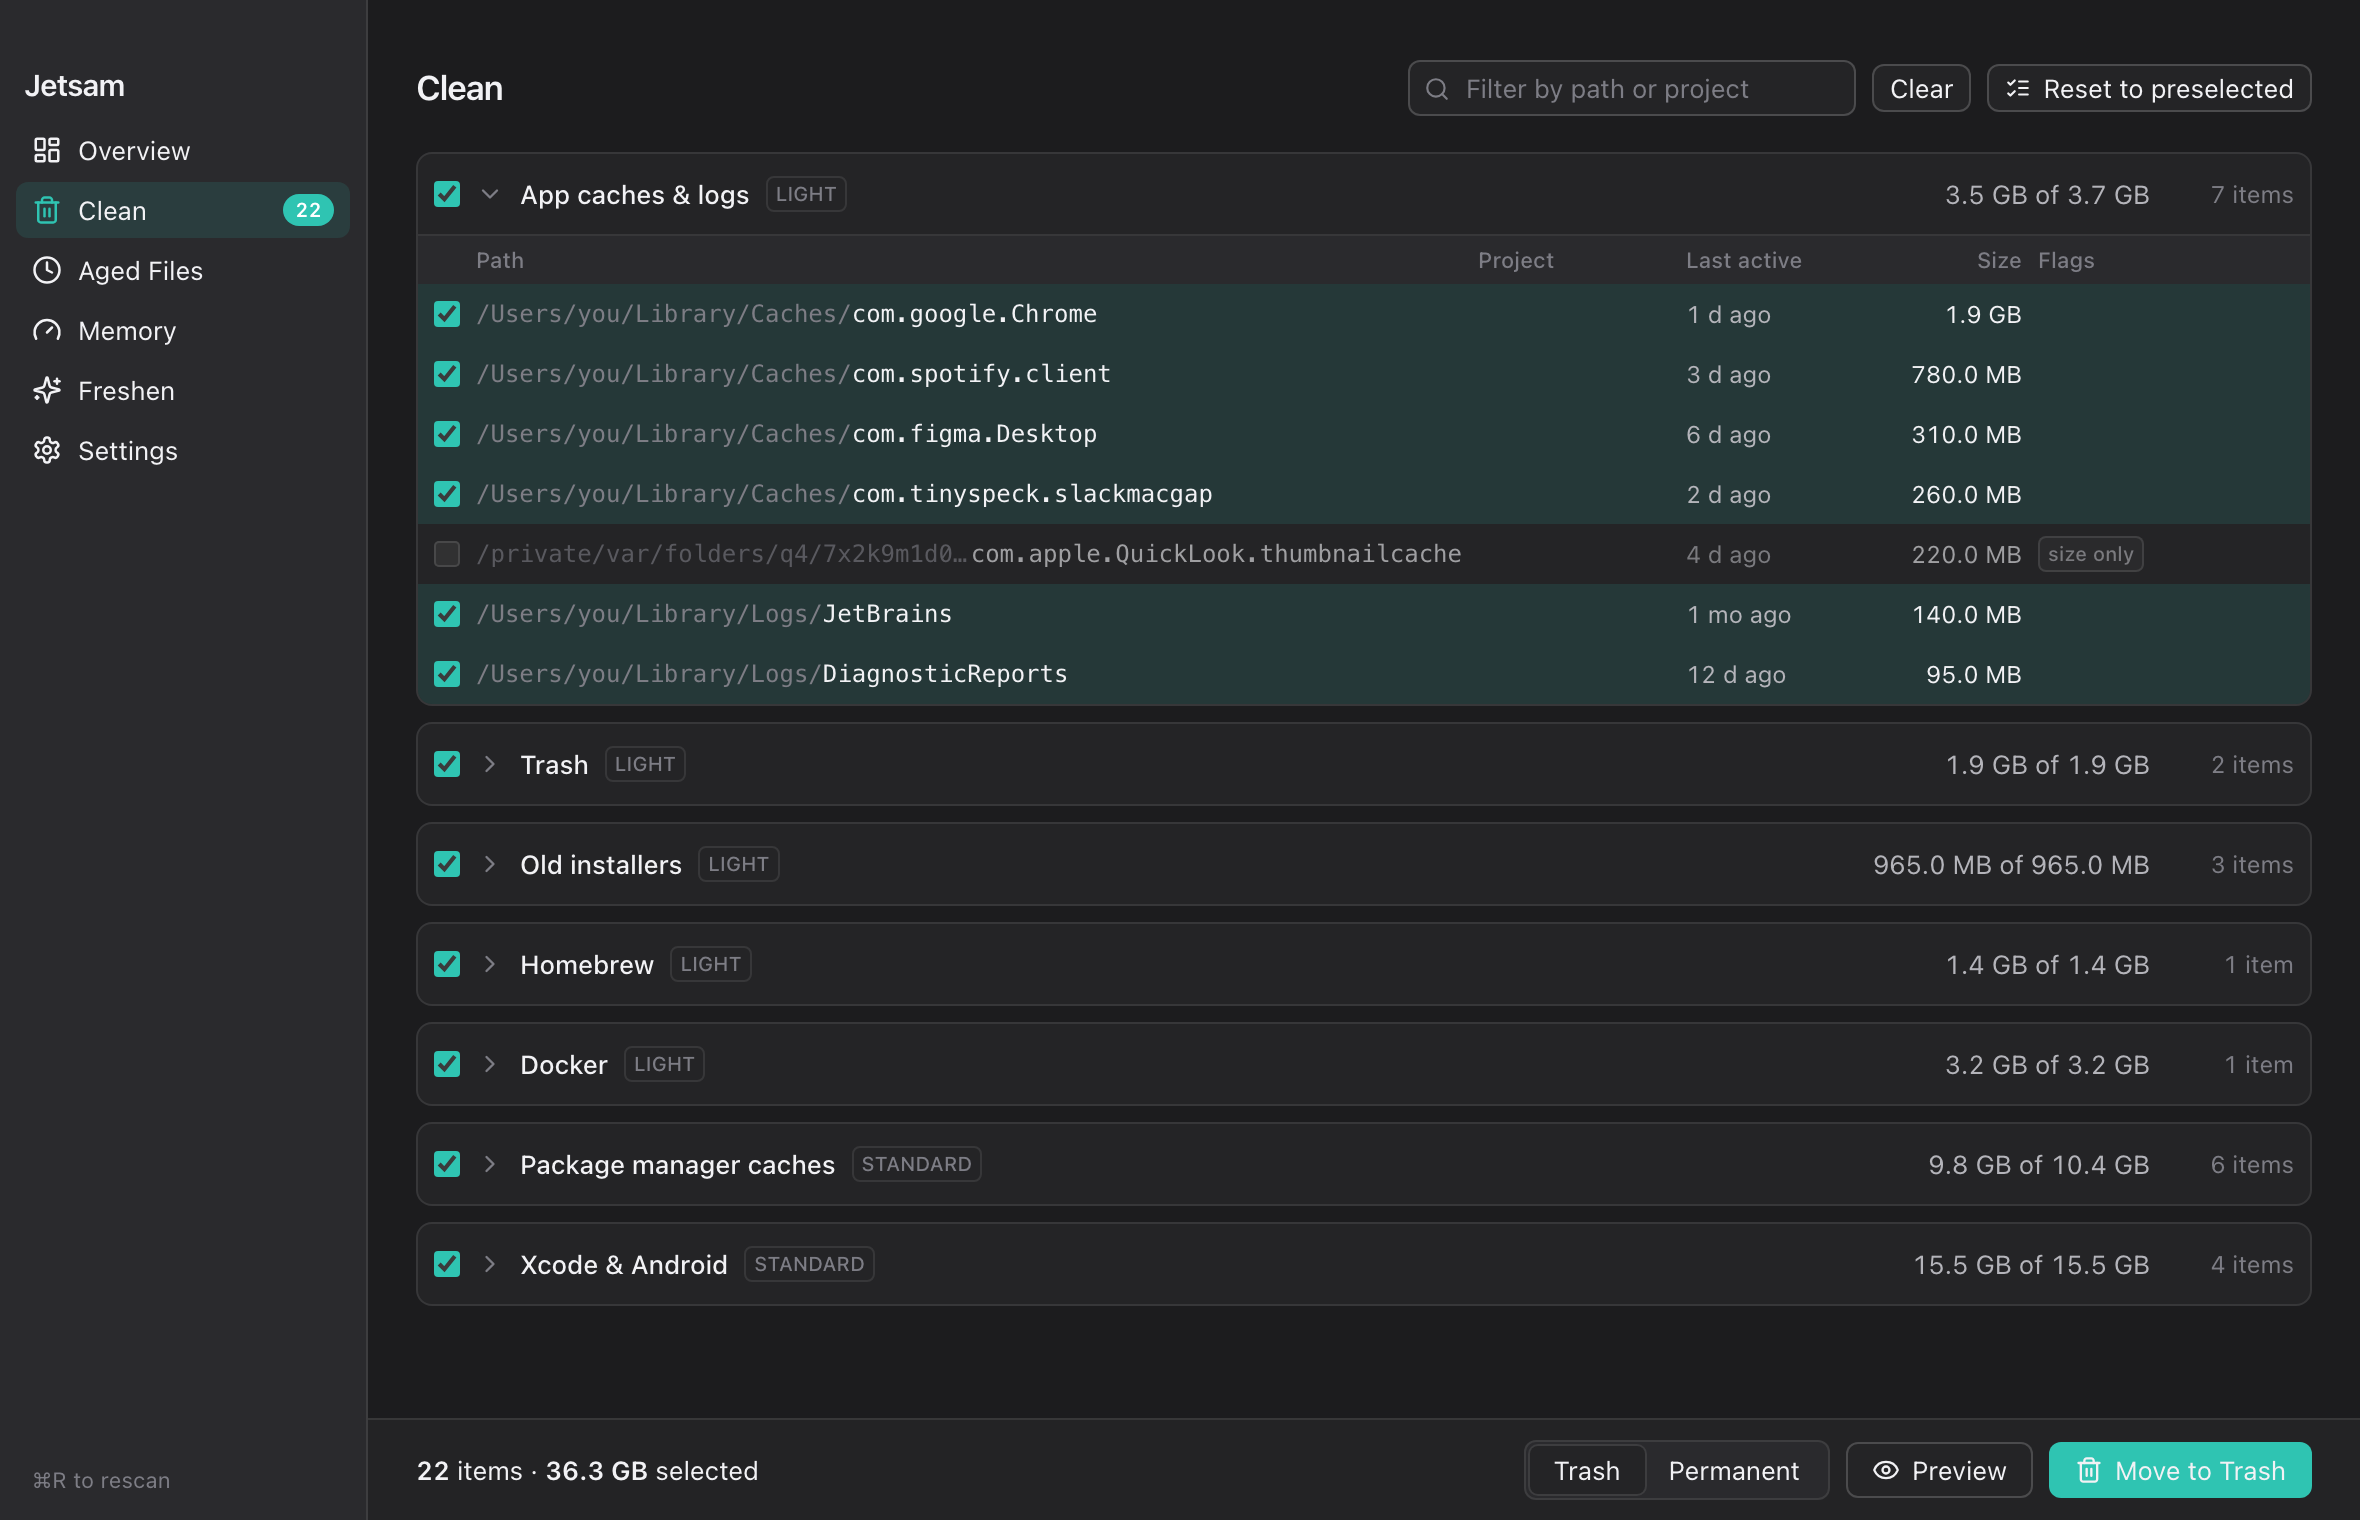 Jetsam
Overview
Clean 22
Aged Files
Memory
Freshen
Settings
⌘R to rescan
Clean
Filter by path or project
Clear
Reset to preselected
App caches & logs LIGHT 3.5 GB of 3.7 GB 7 items
Path Project Last active Size Flags
/Users/you/Library/Caches/com.google.Chrome 1 d ago 1.9 GB
/Users/you/Library/Caches/com.spotify.client 3 d ago 780.0 MB
/Users/you/Library/Caches/com.figma.Desktop 6 d ago 310.0 MB
/Users/you/Library/Caches/com.tinyspeck.slackmacgap 2 d ago 260.0 MB
/private/var/folders/q4/7x2k9m1d0…com.apple.QuickLook.thumbnailcache 4 d ago 220.0 MB size only
/Users/you/Library/Logs/JetBrains 1 mo ago 140.0 MB
/Users/you/Library/Logs/DiagnosticReports 12 d ago 95.0 MB
Trash LIGHT 1.9 GB of 1.9 GB 2 items
Old installers LIGHT 965.0 MB of 965.0 MB 3 items
Homebrew LIGHT 1.4 GB of 1.4 GB 1 item
Docker LIGHT 3.2 GB of 3.2 GB 1 item
Package manager caches STANDARD 9.8 GB of 10.4 GB 6 items
Xcode & Android STANDARD 15.5 GB of 15.5 GB 4 items
22 items · 36.3 GB selected
Trash Permanent
Preview
Move to Trash